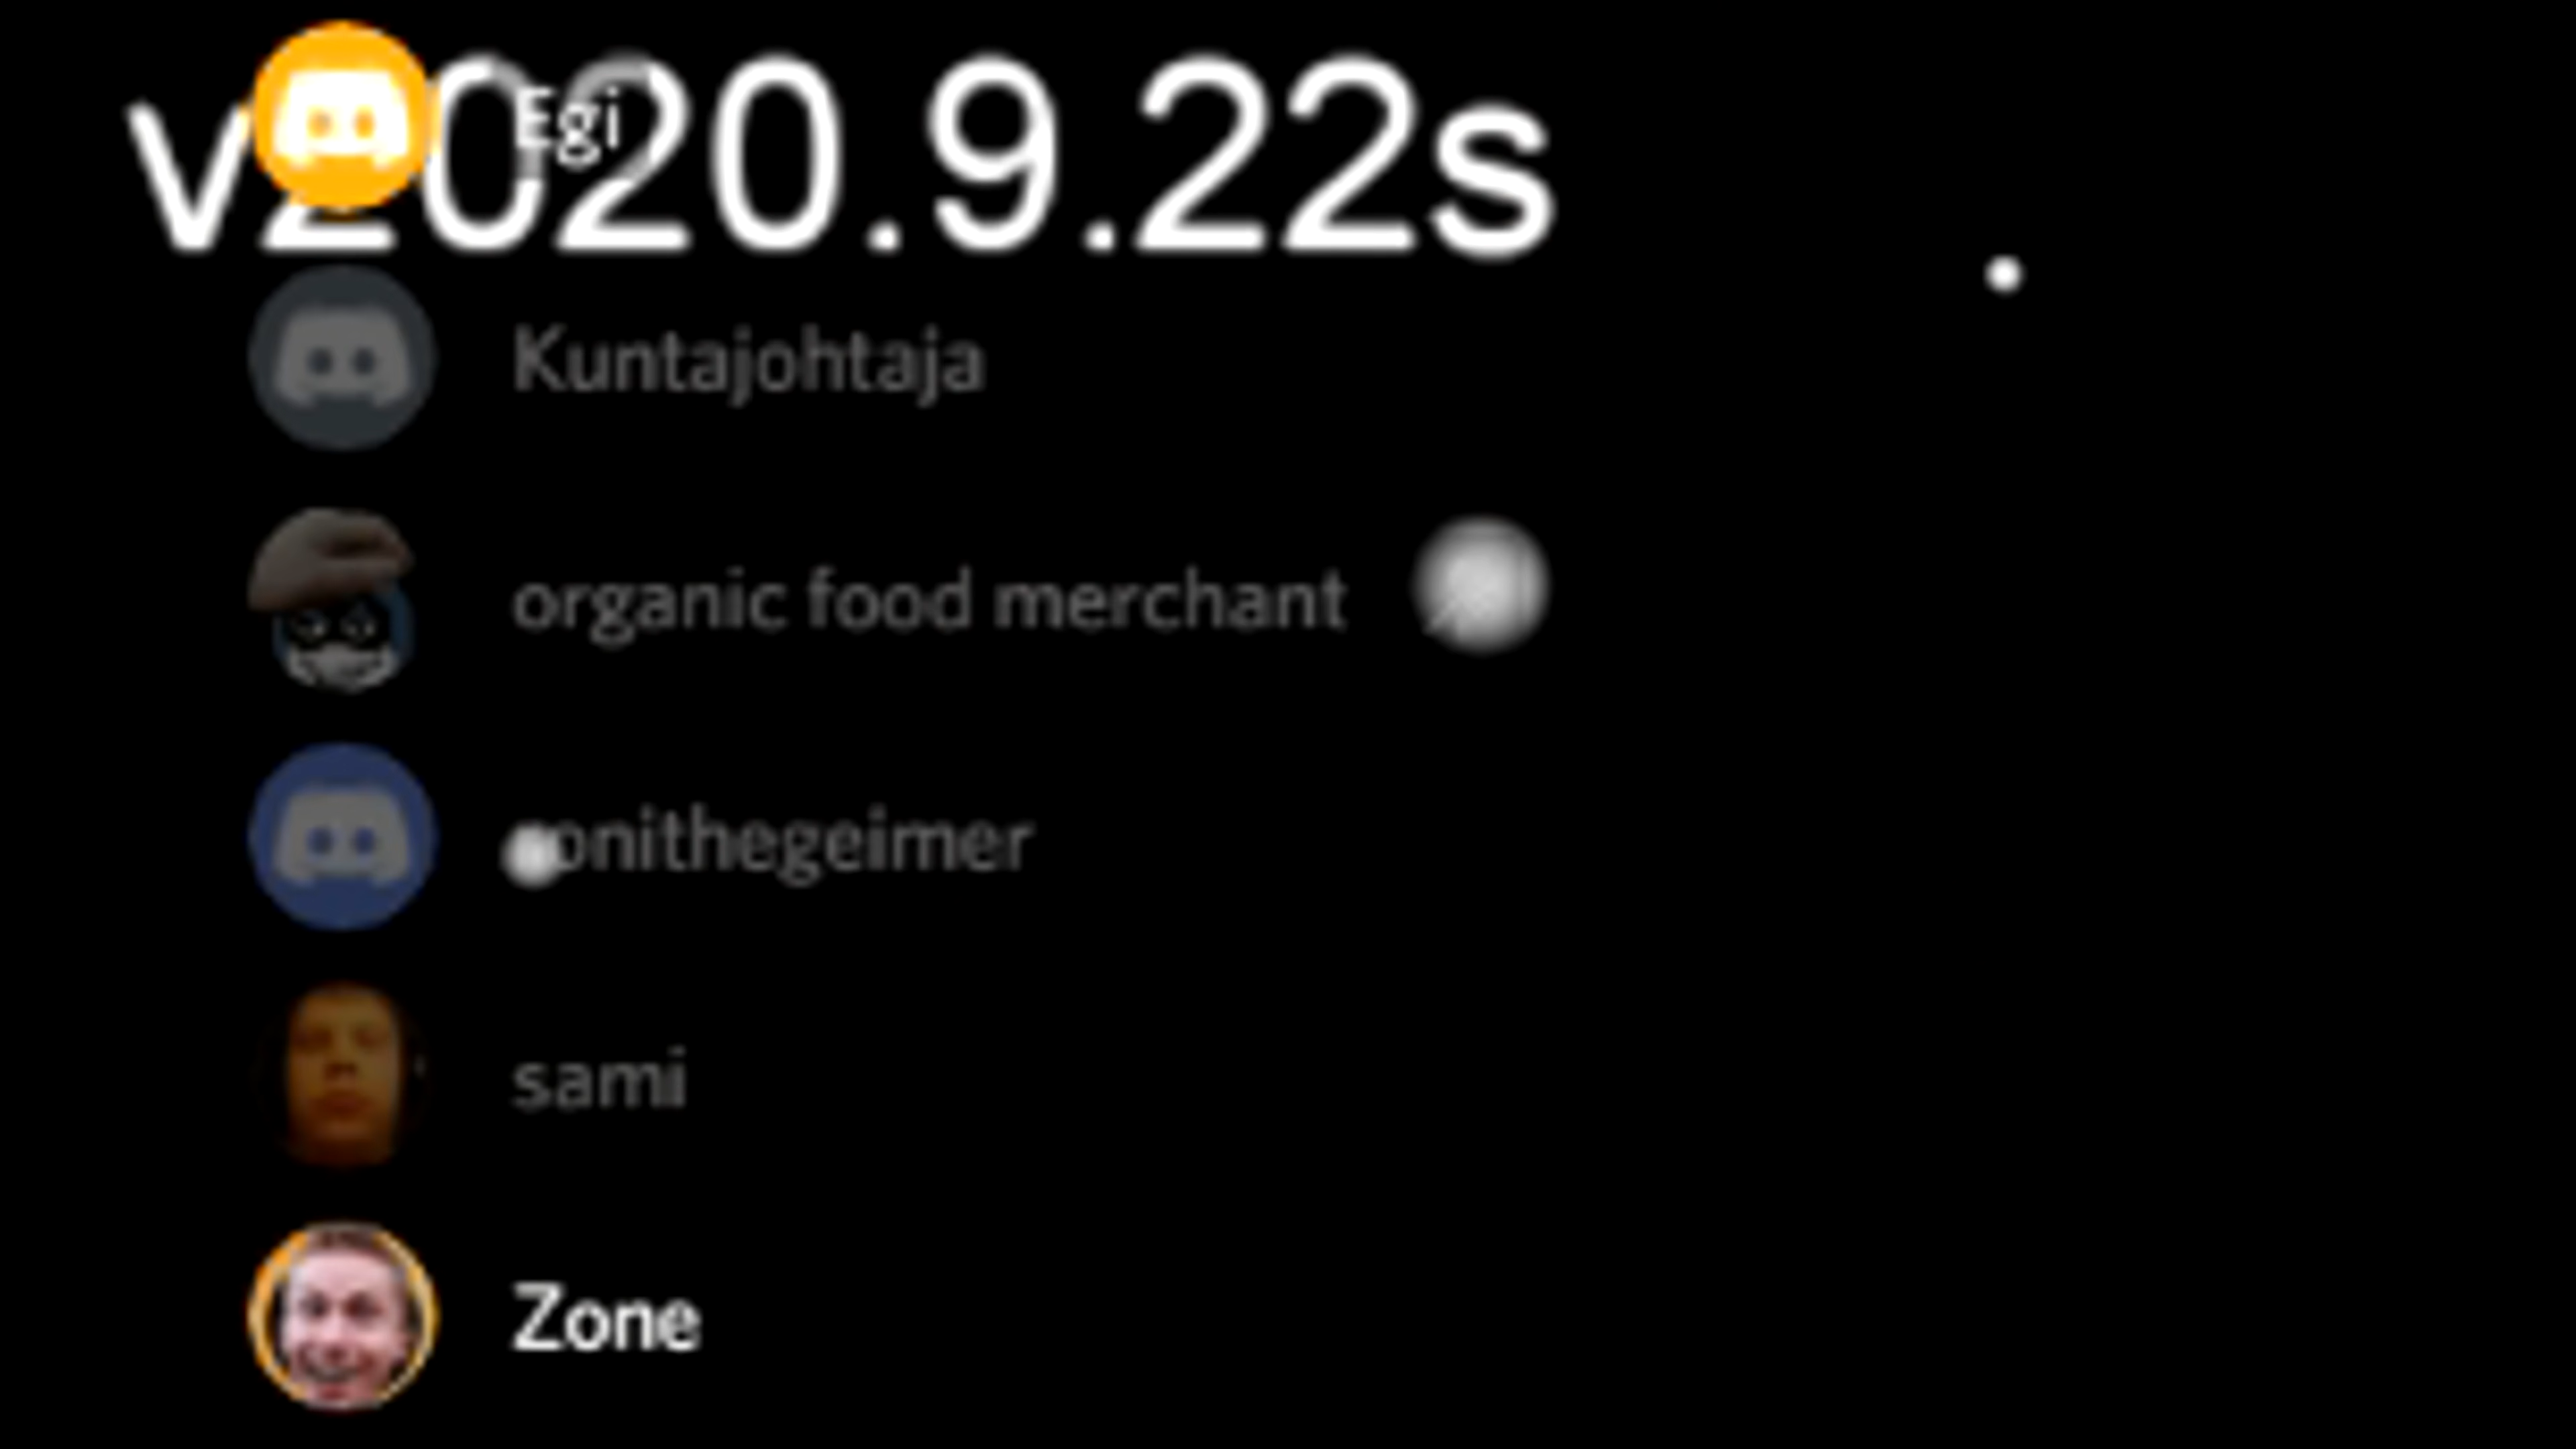 v2020.9.22s
Egi
Kuntajohtaja
organic food merchant
onithegeimer
sami
Zone